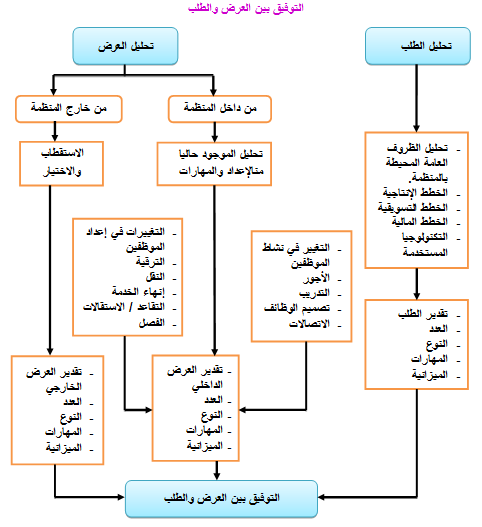 التوفيق بين العرض والطلب
تحليل الطلب
تحليل العرض
من داخل المنظمة
من خارج المنظمة
- تحليل الظروف
العامة المحيطة
بالمنظمة.
- الخطط الإنتاجية
- الخطط التسويقية
- الخطط المالية
- التكنولوجيا
المستخدمة
تحليل الموجود حاليا
منالإعداد والمهارات
الاستقطاب
والاختيار
- التغيير في نشاط
الموظفين
- الأجور
- التدريب
- تصميم الوظائف
- الاتصالات
- التغييرات في إعداد
الموظفين
- الترقية
- النقل
- إنهاء الخدمة
- التقاعد / الاستقالات
- الفصل
- تقدير الطلب
- العدد
- النوع
- المهارات
- الميزانية
- تقدير العرض
الداخلي
- العدد
- النوع
- المهارات
- الميزانية
- تقدير العرض
الخارجي
- العدد
- النوع
- المهارات
- الميزانية
التوفيق بين العرض والطلب